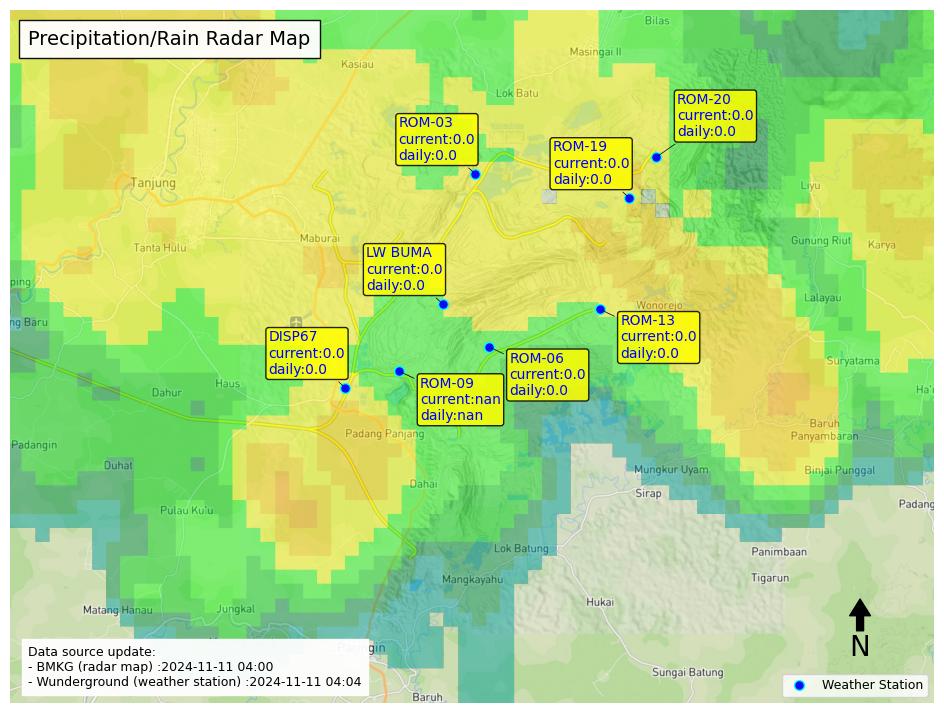 Precipitation/Rain Radar Map
Bilas
Masingai II
Kasiau
Lok Batu
ROM-20
current:0.0
daily:0.0
ROM-03
current:0.0
daily:0.0
ROM-19
current:0.0
daily:0.0
Tanjung
Liyu
Maburai
Tanta Hulu
Gunung Riut
Karya
LW BUMA
current:0.0
daily:0.0
ping
Lalayau
Wonorejo
ng Baru
ROM-13
current:0.0
daily:0.0
DISP67
current:0.0
daily:0.0
ROM-06
current:0.0
daily:0.0
Suryatama
ROM-09
current:nan
daily:nan
Haus
Dahur
Ha'
Baruh
Panyambaran
Padang Panjang
Padangin
Duhat
Mungkur Uyam
Binjai Punggal
Dahai
Sirap
Padang
Pulau Ku'u
Lok Batung
Panimbaan
Mangkayahu
Tigarun
Hukai
Matang Hanau
Jungkal
N
Data source update:
- BMKG (radar map) :2024-11-11 04:00
- Wunderground (weather station) :2024-11-11 04:04
Sungai Batung
Weather Station
Baruh